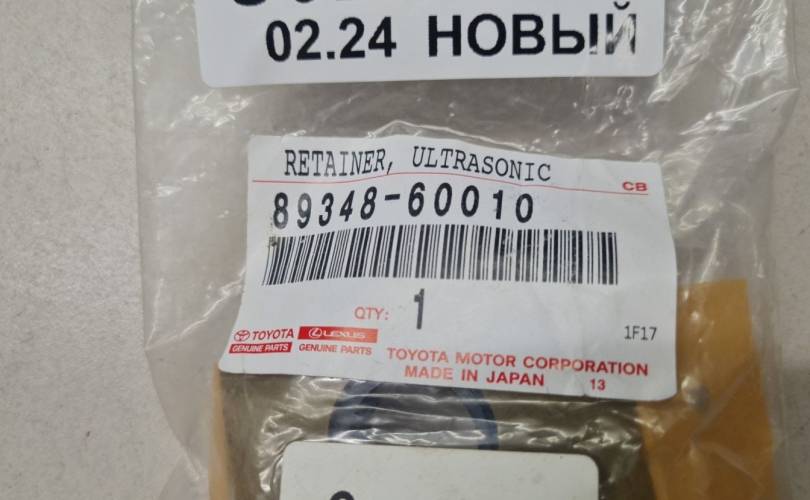 02.24 НОВЫЙ
RETAINER, ULTRASONIC
CB
89348-60010
QTY: 1
1F17
TOYOTA LEXUS
GENUINE PARTS GENUINE PARTS
TOYOTA MOTOR CORPORATION
MADE IN JAPAN 13